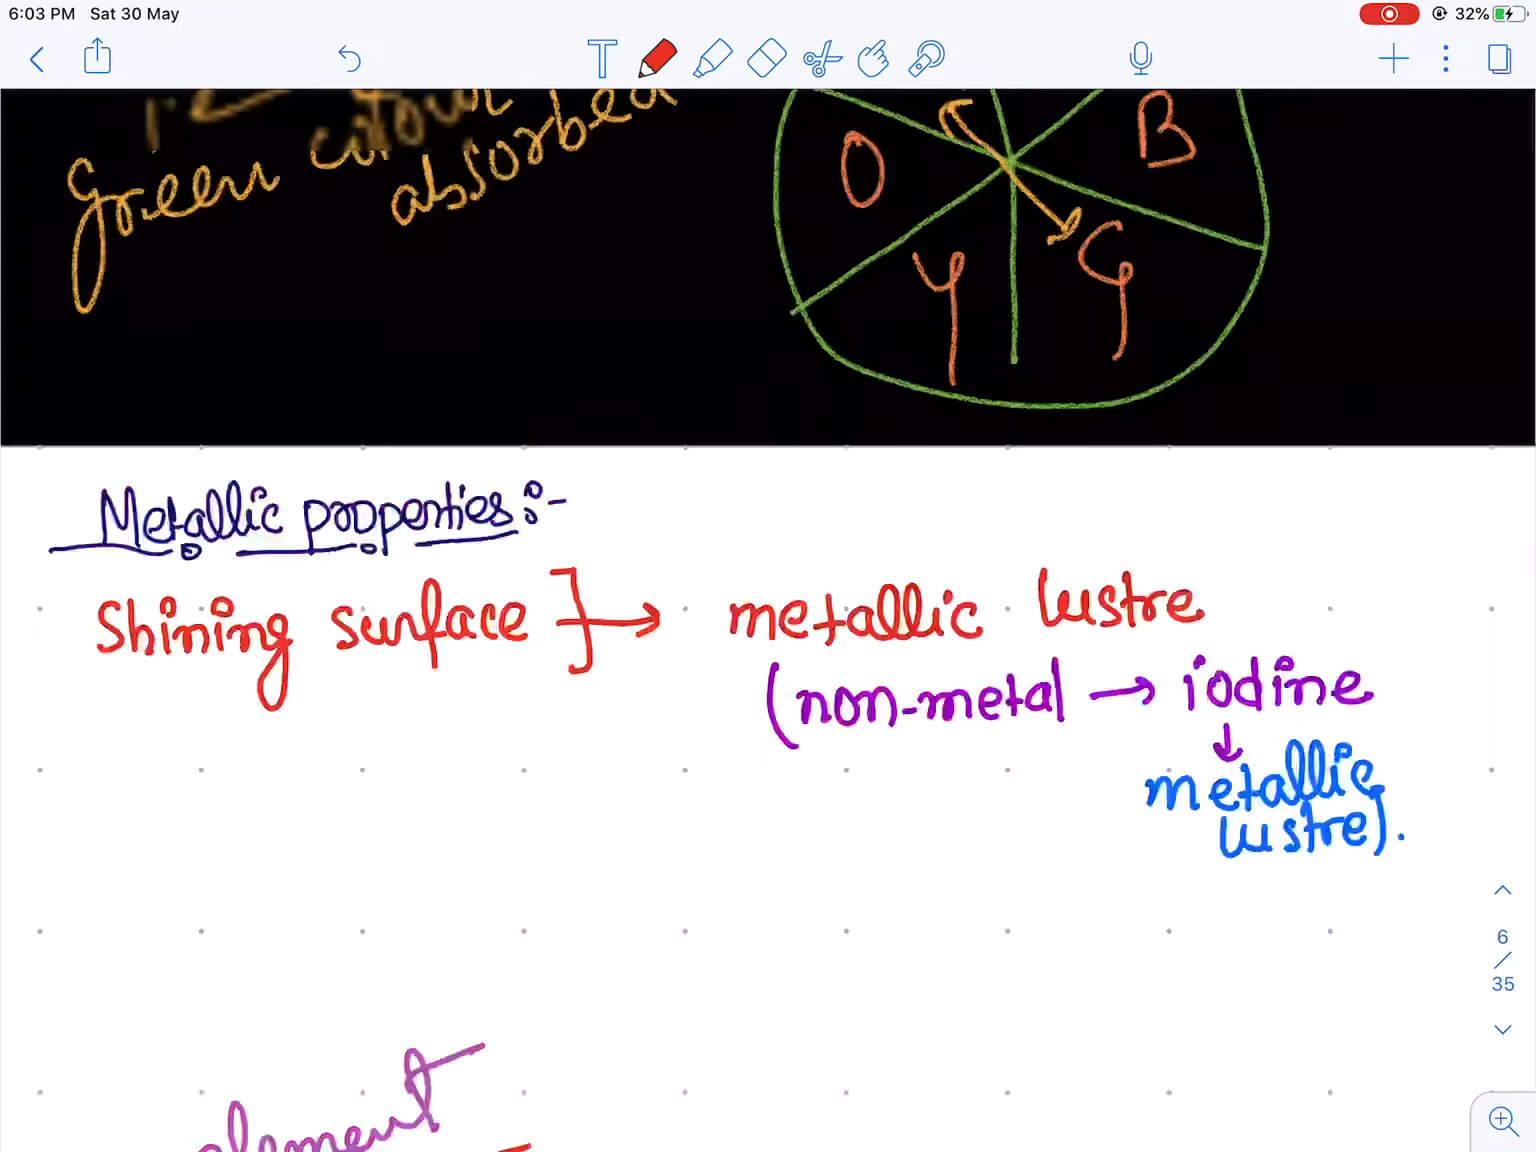 6:03 PM Sat 30 May
32%
T
green colour
absorbed
O
B
Y
G
Metallic properties:-
Shining surface ] → metallic lustre
(non-metal → iodine
↓
metallic
lustre).
6
/
35
element